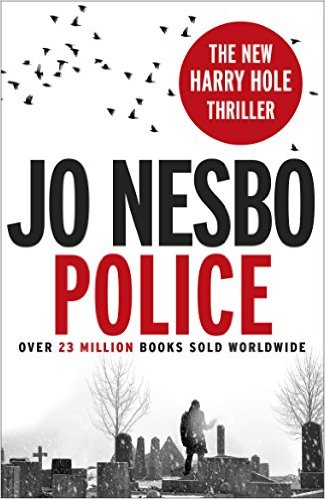 THE NEW
HARRY HOLE
THRILLER
JO NESBO
POLICE
OVER 23 MILLION BOOKS SOLD WORLDWIDE